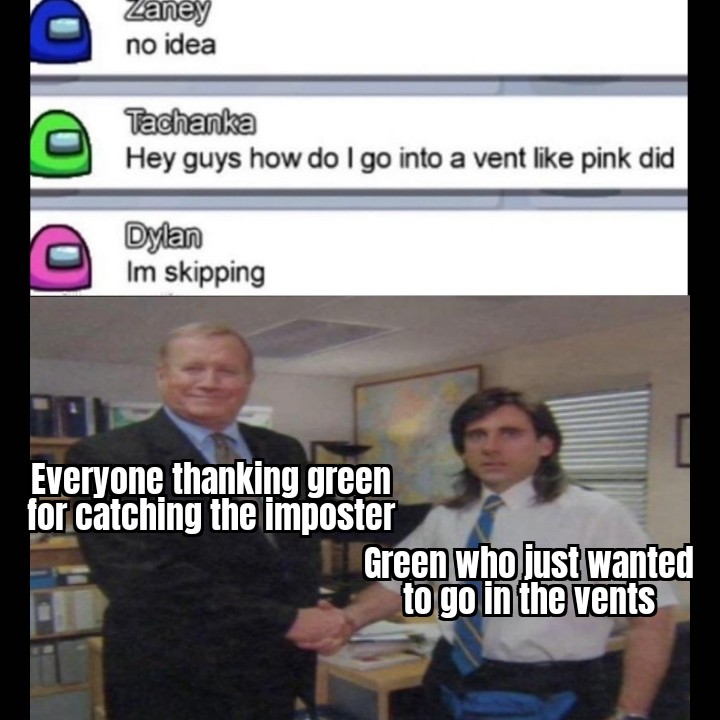 Zaney
no idea
Tachanka
Hey guys how do I go into a vent like pink did
Dylan
Im skipping
Everyone thanking green
for catching the imposter
Green who just wanted
to go in the vents